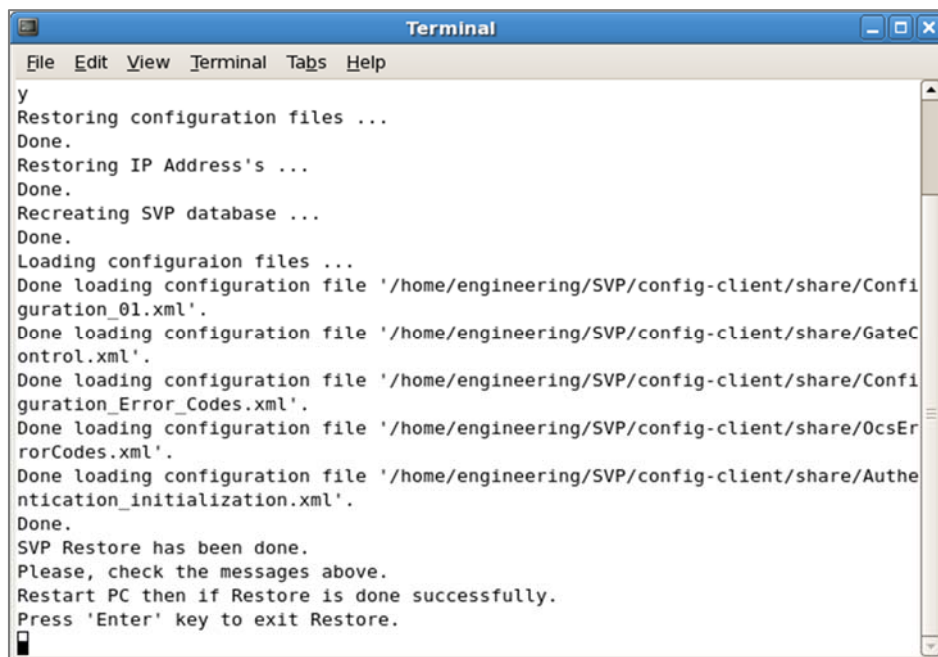 Terminal
File Edit View Terminal Tabs Help
y
Restoring configuration files ...
Done.
Restoring IP Address's ...
Done.
Recreating SVP database ...
Done.
Loading configuraion files ...
Done loading configuration file '/home/engineering/SVP/config-client/share/Confi
guration_01.xml'.
Done loading configuration file '/home/engineering/SVP/config-client/share/GateC
ontrol.xml'.
Done loading configuration file '/home/engineering/SVP/config-client/share/Confi
guration_Error_Codes.xml'.
Done loading configuration file '/home/engineering/SVP/config-client/share/OcsEr
rorCodes.xml'.
Done loading configuration file '/home/engineering/SVP/config-client/share/Authe
ntication_initialization.xml'.
Done.
SVP Restore has been done.
Please, check the messages above.
Restart PC then if Restore is done successfully.
Press 'Enter' key to exit Restore.